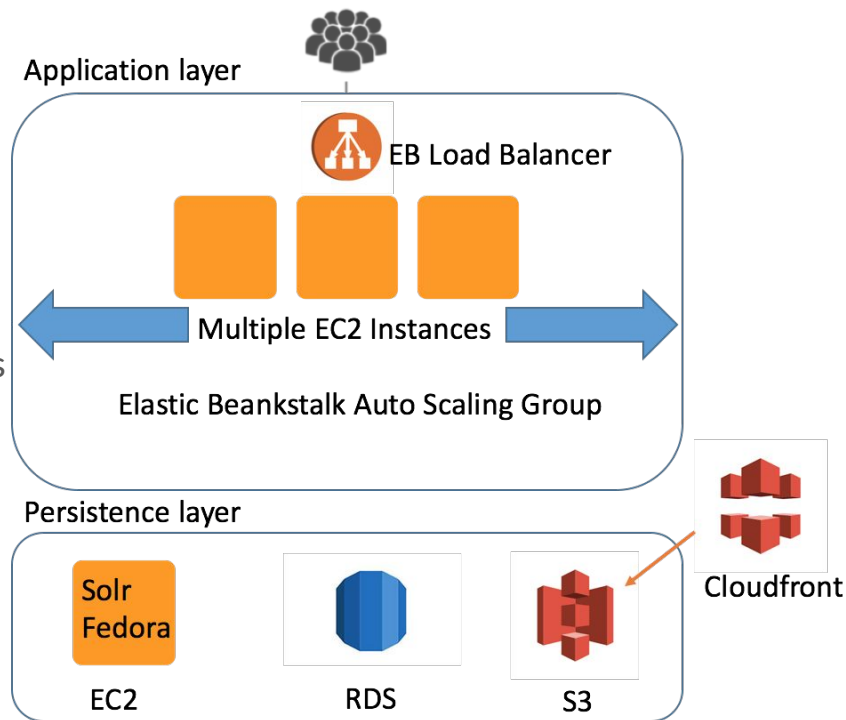 Application layer
EB Load Balancer
Multiple EC2 Instances
s
Elastic Beankstalk Auto Scaling Group
Persistence layer
Solr
Fedora
Cloudfront
EC2
RDS
S3